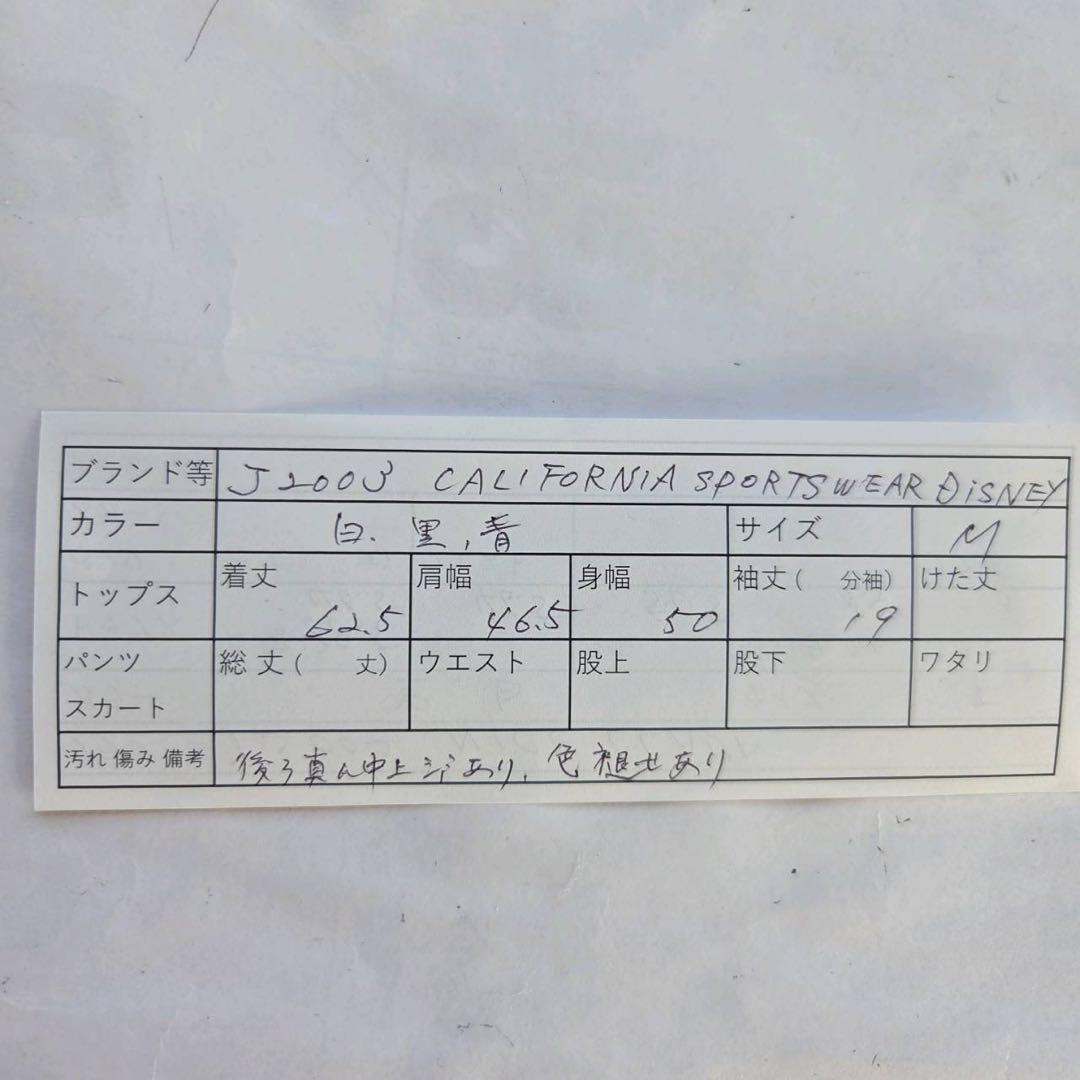 ブランド等 J2003 CALIFORNIA SPORTSWEAR DISNEY
カラー 白、黒,青 サイズ M
トップス 着丈 62.5 肩幅 46.5 身幅 50 袖丈( 分袖) 19 けた丈
パンツ スカート 総丈( 丈) ウエスト 股上 股下 ワタリ
汚れ 傷み 備考 後ろ真ん中上シミあり、色褪せあり